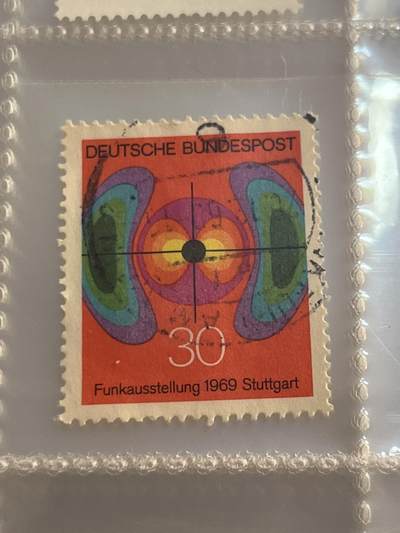 DEUTSCHE BUNDESPOST
30
Funkausstellung 1969 Stuttgart